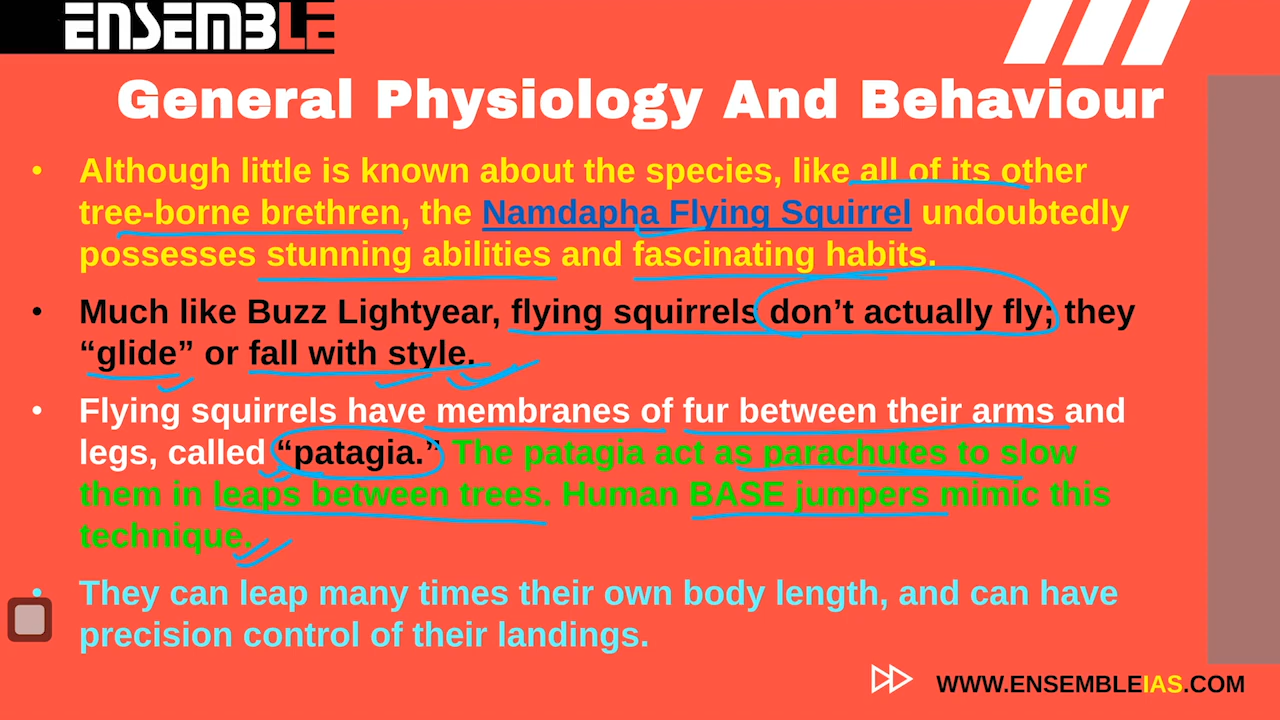 ENSEMBLE
General Physiology And Behaviour
• Although little is known about the species, like all of its other
tree-borne brethren, the Namdapha Flying Squirrel undoubtedly
possesses stunning abilities and fascinating habits.
• Much like Buzz Lightyear, flying squirrels don’t actually fly; they
“glide” or fall with style.
• Flying squirrels have membranes of fur between their arms and
legs, called “patagia.” The patagia act as parachutes to slow
them in leaps between trees. Human BASE jumpers mimic this
technique.
• They can leap many times their own body length, and can have
precision control of their landings.
WWW.ENSEMBLEIAS.COM